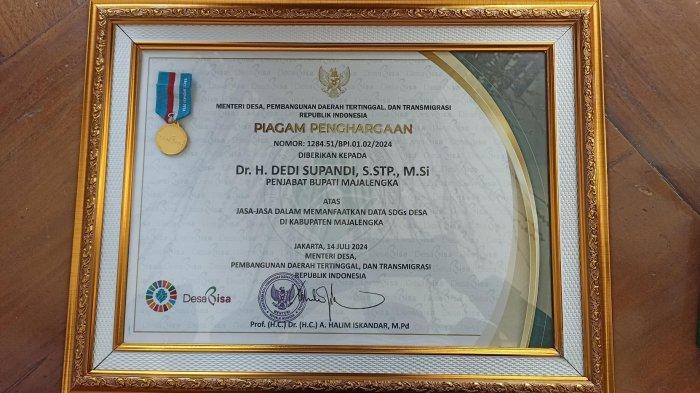 MENTERI DESA, PEMBANGUNAN DAERAH TERTINGGAL, DAN TRANSMIGRASI
REPUBLIK INDONESIA
PIAGAM PENGHARGAAN
NOMOR: 1284.51/BPI.01.02/2024
DIBERIKAN KEPADA
Dr. H. DEDI SUPANDI, S.STP., M.Si
PENJABAT BUPATI MAJALENGKA
ATAS
JASA-JASA DALAM MEMANFAATKAN DATA SDGs DESA
DI KABUPATEN MAJALENGKA
JAKARTA, 14 JULI 2024
MENTERI DESA,
PEMBANGUNAN DAERAH TERTINGGAL, DAN TRANSMIGRASI
REPUBLIK INDONESIA
Desa Bisa
Prof. (H.C.) Dr. (H.C.) A. HALIM ISKANDAR, M.Pd